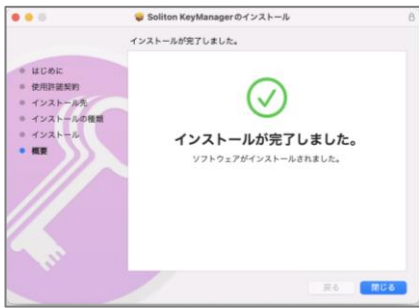 Soliton KeyManagerのインストール
インストールが完了しました。
はじめに
使用許諾契約
インストール先
インストールの種類
インストール
概要
インストールが完了しました。
ソフトウェアがインストールされました。
戻る
閉じる